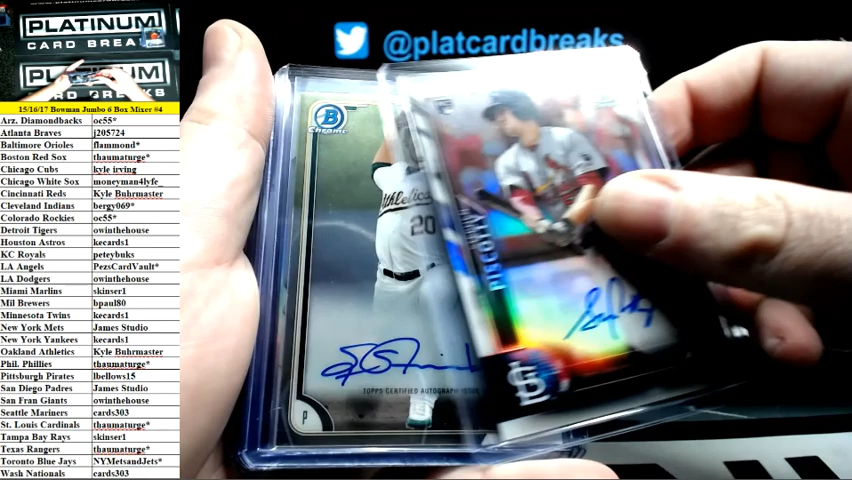 PLATINUM
CARD BREA
PLATINUM
RD BREAKS
15/16/17 Bowman Jumbo 6 Box Mixer #4
Arz. Diamondbacks oc55*
Atlanta Braves j205724
Baltimore Orioles flammond*
Boston Red Sox thaumaturge*
Chicago Cubs kyle irving
Chicago White Sox moneyman4lyfe_
Cincinnati Reds Kyle Buhrmaster
Cleveland Indians bergy069*
Colorado Rockies oc55*
Detroit Tigers owinthehouse
Houston Astros kecards1
KC Royals peteybuks
LA Angels PezsCardVault*
LA Dodgers owinthehouse
Miami Marlins skinser1
Mil Brewers bpaul80
Minnesota Twins kecards1
New York Mets James Studio
New York Yankees kecards1
Oakland Athletics Kyle Buhrmaster
Phil. Phillies thaumaturge*
Pittsburgh Pirates lbellows15
San Diego Padres James Studio
San Fran Giants owinthehouse
Seattle Mariners cards303
St. Louis Cardinals thaumaturge*
Tampa Bay Rays skinser1
Texas Rangers thaumaturge*
Toronto Blue Jays NYMetsandJets*
Wash Nationals cards303
@platcardbreaks
B
Chrome
Athletics
20
TOPPS CERTIFIED AUTOGRAPH ISSUE
P
PISCOTTY
STL